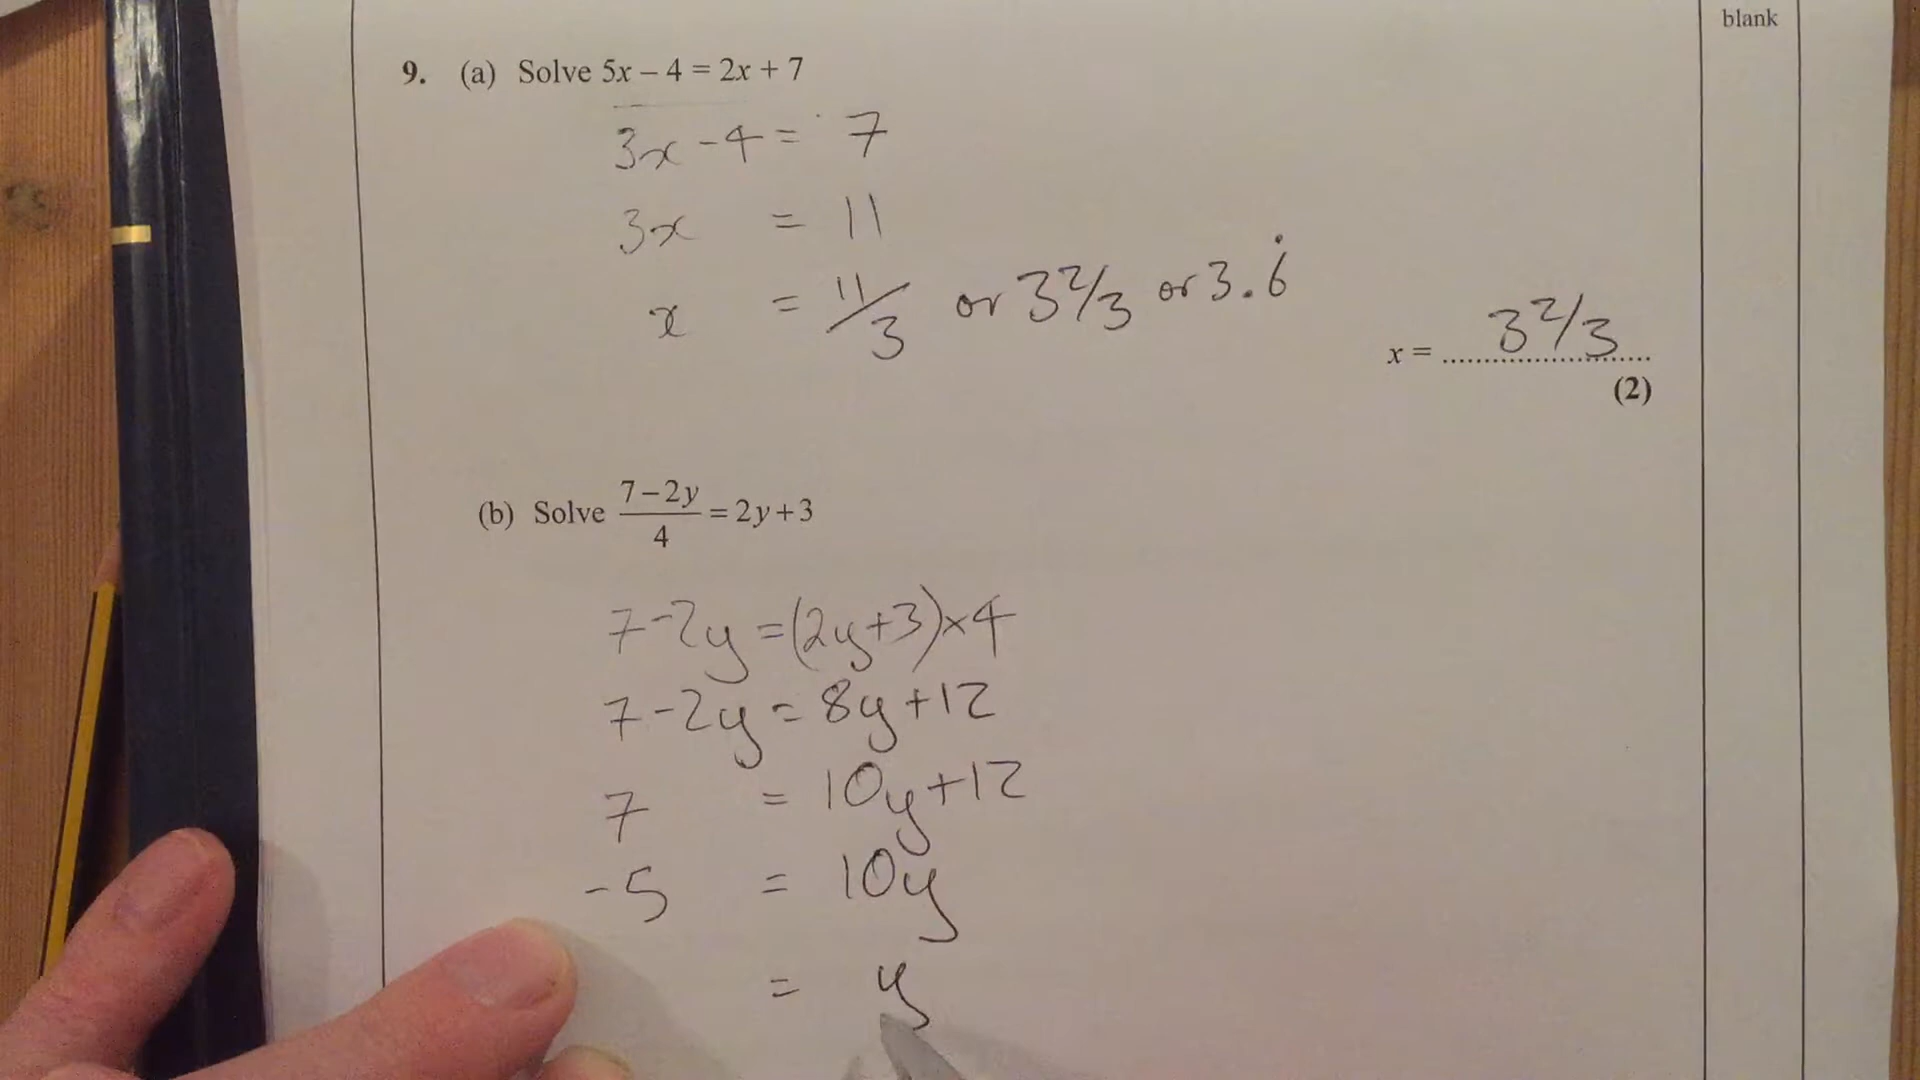 blank
9. (a) Solve 5x – 4 = 2x + 7
3x - 4 = 7
3x = 11
x = 11/3 or 3 2/3 or 3.6̇
x = .......... 3 2/3
(2)
(b) Solve (7 – 2y)/4 = 2y + 3
7 - 2y = (2y + 3) × 4
7 - 2y = 8y + 12
7 = 10y + 12
-5 = 10y
= y